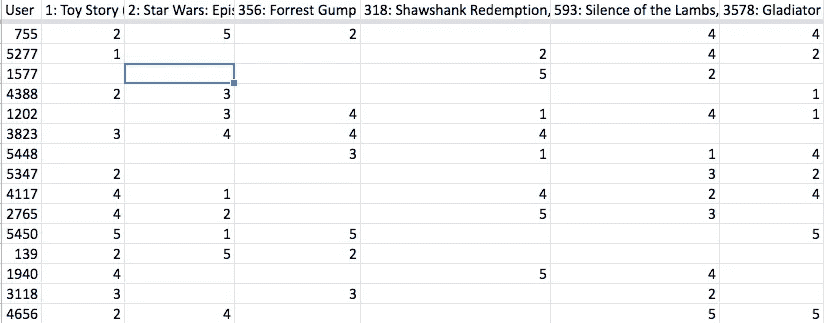 User 1: Toy Story ( 2: Star Wars: Epis 356: Forrest Gump 318: Shawshank Redemption, 593: Silence of the Lambs, 3578: Gladiator
755 2 5 2 4 4
5277 1 2 4 2
1577 5 2
4388 2 3 1
1202 3 4 1 4 1
3823 3 4 4 4
5448 3 1 1 4
5347 2 3 2
4117 4 1 4 2 4
2765 4 2 5 3
5450 5 1 5 5
139 2 5 2
1940 4 5 4
3118 3 3 2
4656 2 4 5 5